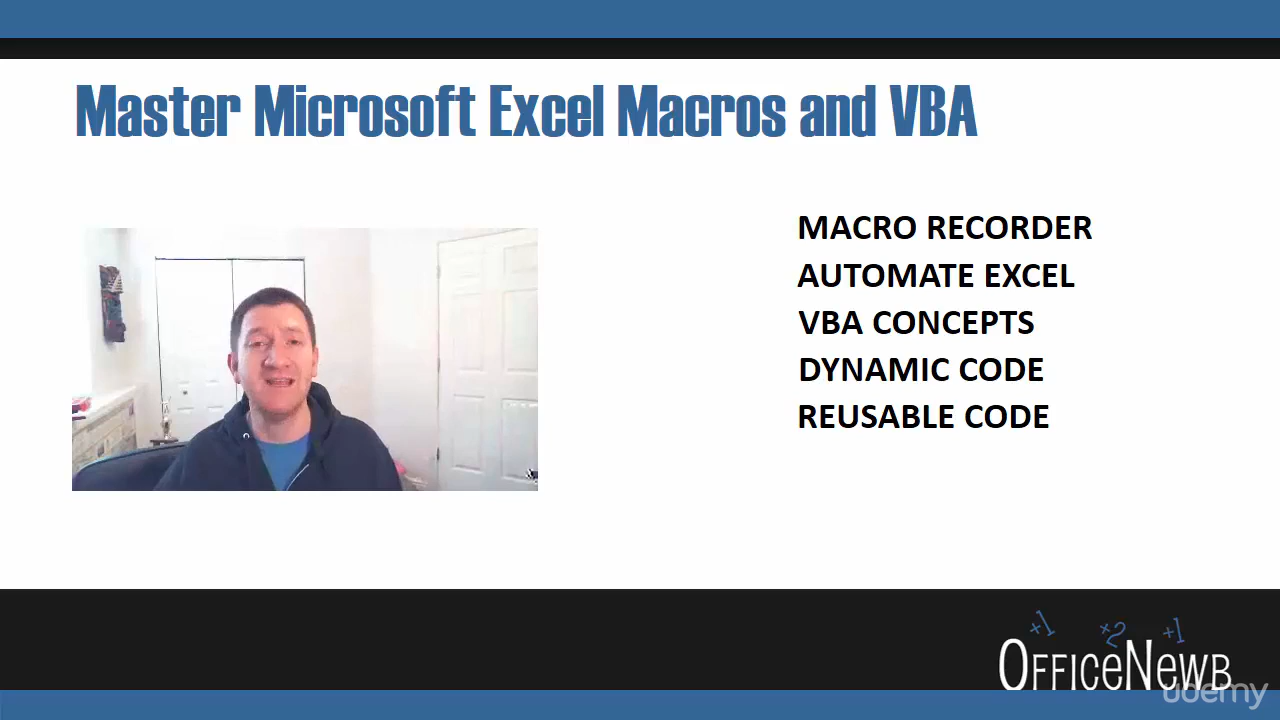 Master Microsoft Excel Macros and VBA
MACRO RECORDER
AUTOMATE EXCEL
VBA CONCEPTS
DYNAMIC CODE
REUSABLE CODE
+1 +2 +1
OFFICENEWB
udemy